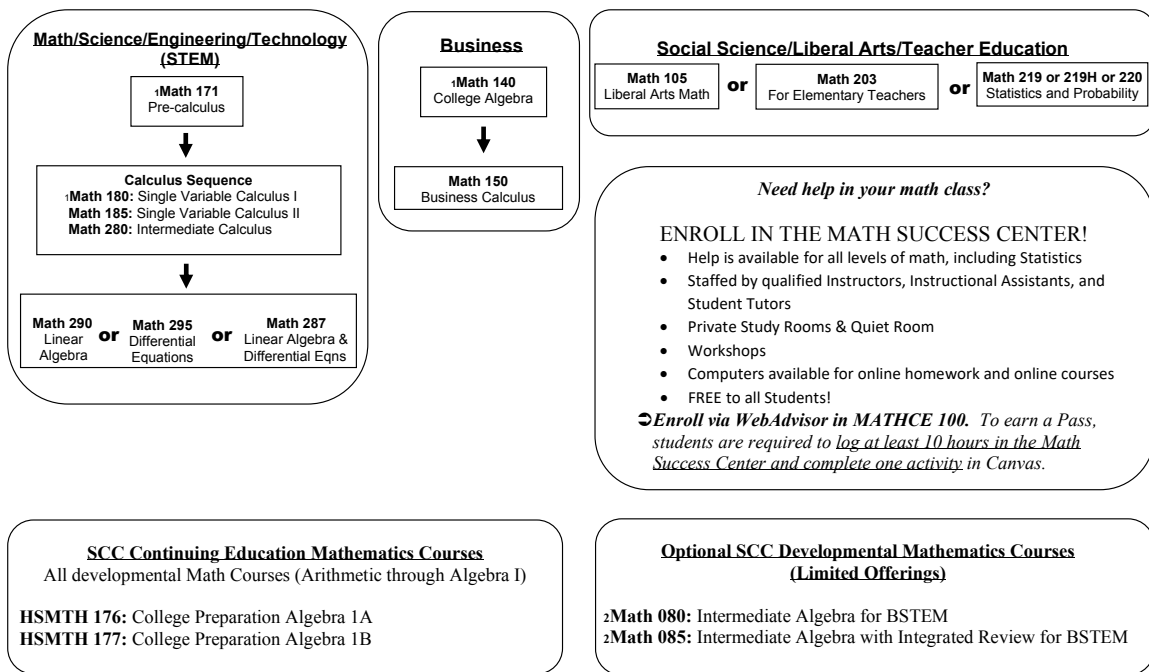 Math/Science/Engineering/Technology
(STEM)
1Math 171
Pre-calculus
Calculus Sequence
1Math 180: Single Variable Calculus I
Math 185: Single Variable Calculus II
Math 280: Intermediate Calculus
Math 290
Linear
Algebra
or
Math 295
Differential
Equations
or
Math 287
Linear Algebra &
Differential Eqns
Business
1Math 140
College Algebra
Math 150
Business Calculus
Social Science/Liberal Arts/Teacher Education
Math 105
Liberal Arts Math
or
Math 203
For Elementary Teachers
or
Math 219 or 219H or 220
Statistics and Probability
Need help in your math class?
ENROLL IN THE MATH SUCCESS CENTER!
• Help is available for all levels of math, including Statistics
• Staffed by qualified Instructors, Instructional Assistants, and
Student Tutors
• Private Study Rooms & Quiet Room
• Workshops
• Computers available for online homework and online courses
• FREE to all Students!
➲Enroll via WebAdvisor in MATHCE 100. To earn a Pass,
students are required to log at least 10 hours in the Math
Success Center and complete one activity in Canvas.
SCC Continuing Education Mathematics Courses
All developmental Math Courses (Arithmetic through Algebra I)
HSMTH 176: College Preparation Algebra 1A
HSMTH 177: College Preparation Algebra 1B
Optional SCC Developmental Mathematics Courses
(Limited Offerings)
2Math 080: Intermediate Algebra for BSTEM
2Math 085: Intermediate Algebra with Integrated Review for BSTEM